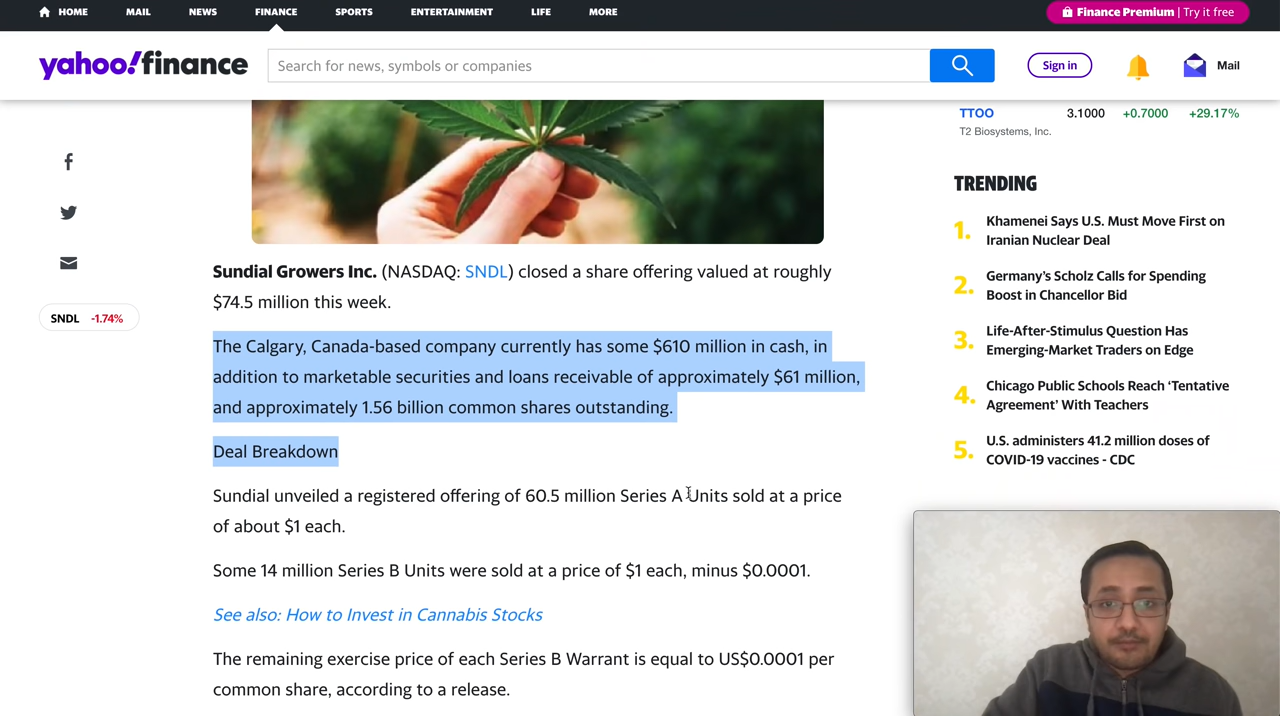 HOME MAIL NEWS FINANCE SPORTS ENTERTAINMENT LIFE MORE
Finance Premium | Try it free
yahoo!finance
Search for news, symbols or companies
Sign in
Mail
TTOO 3.1000 +0.7000 +29.17%
T2 Biosystems, Inc.
SNDL -1.74%
Sundial Growers Inc. (NASDAQ: SNDL) closed a share offering valued at roughly
$74.5 million this week.
The Calgary, Canada-based company currently has some $610 million in cash, in
addition to marketable securities and loans receivable of approximately $61 million,
and approximately 1.56 billion common shares outstanding.
Deal Breakdown
Sundial unveiled a registered offering of 60.5 million Series A Units sold at a price
of about $1 each.
Some 14 million Series B Units were sold at a price of $1 each, minus $0.0001.
See also: How to Invest in Cannabis Stocks
The remaining exercise price of each Series B Warrant is equal to US$0.0001 per
common share, according to a release.
TRENDING
1. Khamenei Says U.S. Must Move First on
Iranian Nuclear Deal
2. Germany's Scholz Calls for Spending
Boost in Chancellor Bid
3. Life-After-Stimulus Question Has
Emerging-Market Traders on Edge
4. Chicago Public Schools Reach ‘Tentative
Agreement’ With Teachers
5. U.S. administers 41.2 million doses of
COVID-19 vaccines - CDC